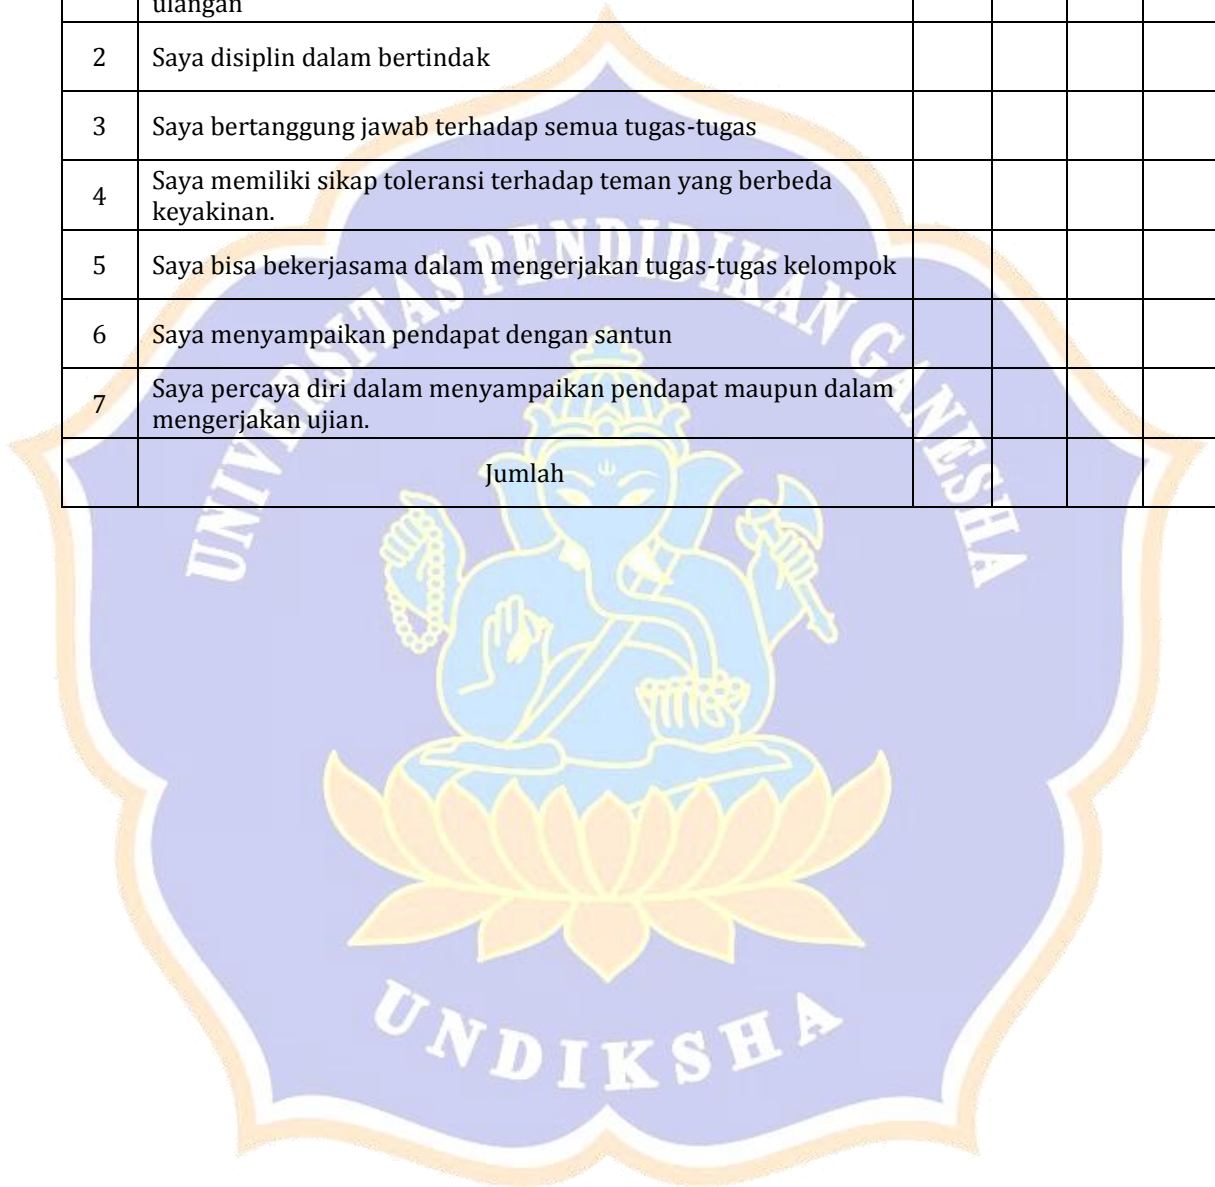 ulangan
2 Saya disiplin dalam bertindak
3 Saya bertanggung jawab terhadap semua tugas-tugas
4 Saya memiliki sikap toleransi terhadap teman yang berbeda
keyakinan.
5 Saya bisa bekerjasama dalam mengerjakan tugas-tugas kelompok
6 Saya menyampaikan pendapat dengan santun
7 Saya percaya diri dalam menyampaikan pendapat maupun dalam
mengerjakan ujian.
Jumlah
UNIVERSITAS PENDIDIKAN GANESHA
UNDIKSHA